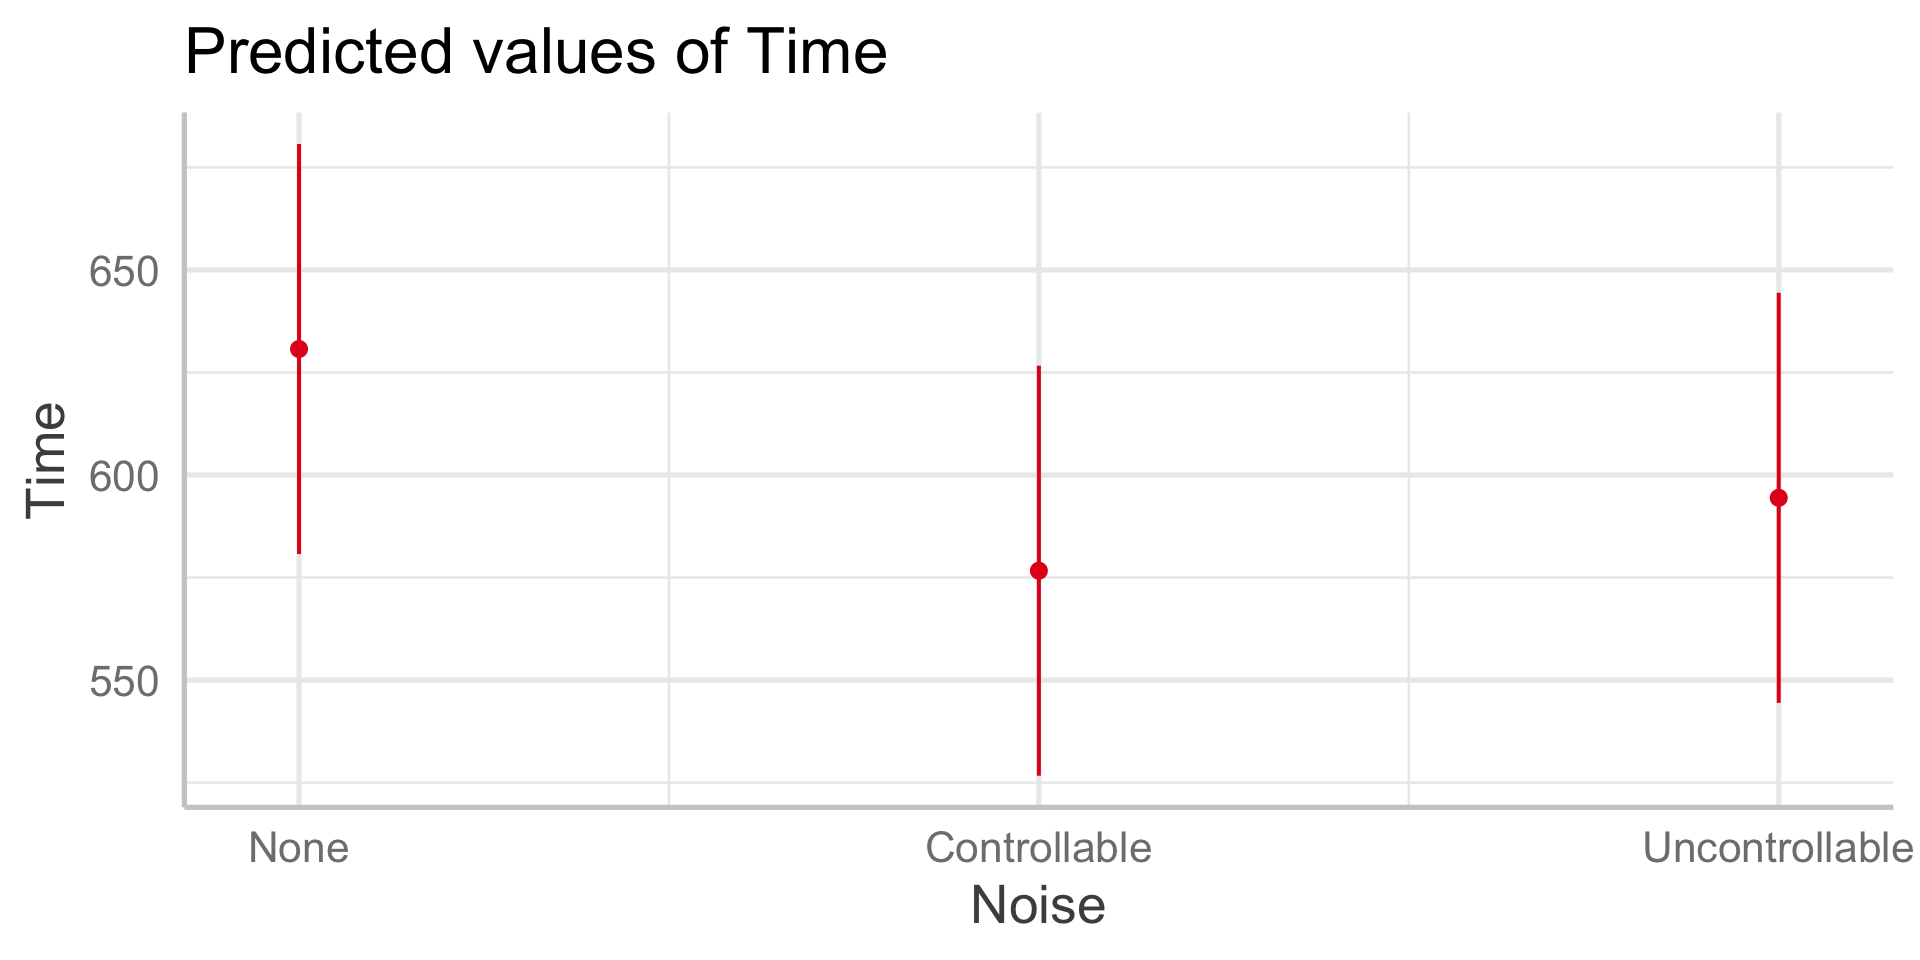 Predicted values of Time
Time
650
600
550
None
Controllable
Uncontrollable
Noise